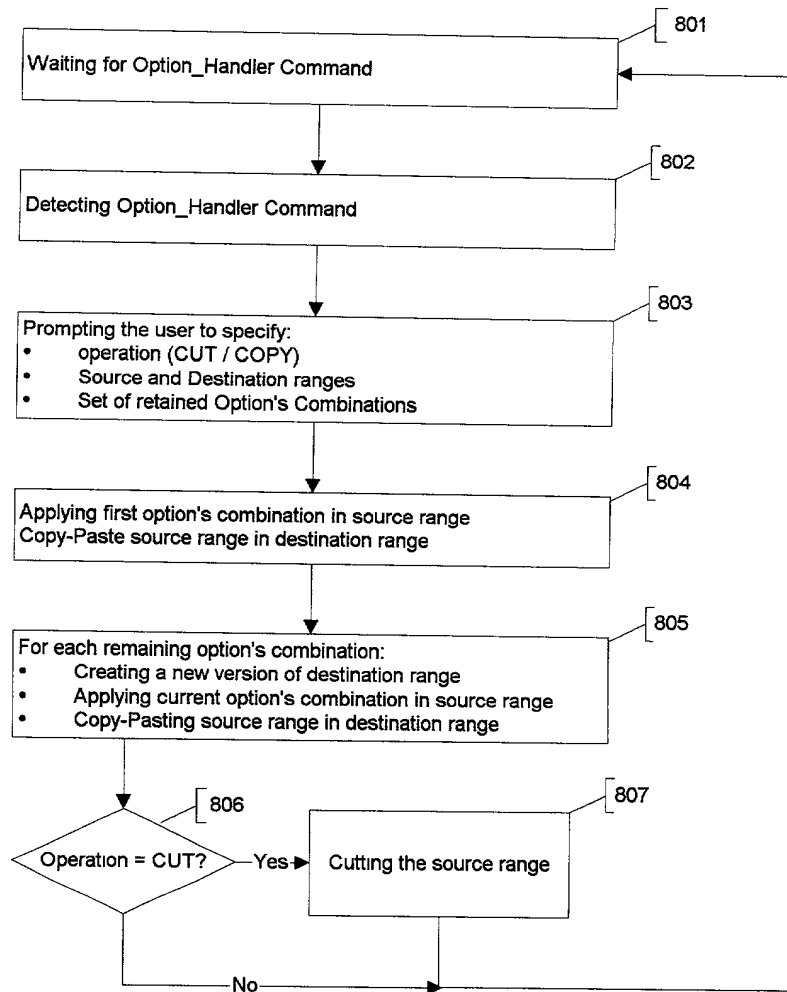 801
Waiting for Option_Handler Command
802
Detecting Option_Handler Command
803
Prompting the user to specify:
• operation (CUT / COPY)
• Source and Destination ranges
• Set of retained Option's Combinations
804
Applying first option's combination in source range
Copy-Paste source range in destination range
805
For each remaining option's combination:
• Creating a new version of destination range
• Applying current option's combination in source range
• Copy-Pasting source range in destination range
806
Operation = CUT?
Yes
807
Cutting the source range
No